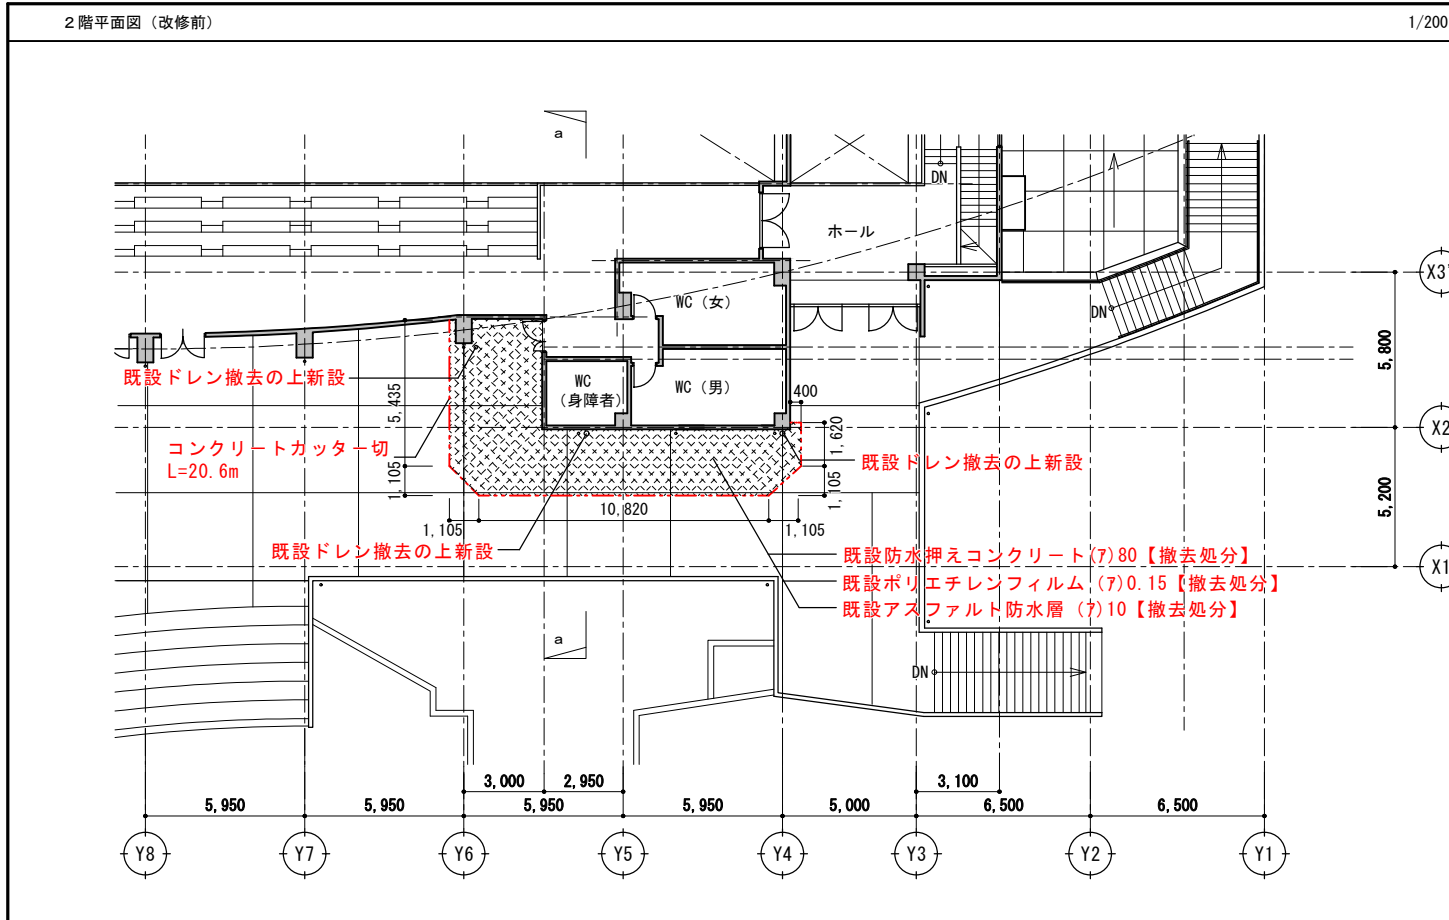 2階平面図（改修前）
1/200
a
DN
ホール
X3'
WC（女）
DN
既設ドレン撤去の上新設
WC
（身障者）
WC（男）
400
5,800
5,435
1,620
コンクリートカッター切
L=20.6m
X2
既設ドレン撤去の上新設
1,105
1,105
10,820
1,105
1,105
5,200
既設ドレン撤去の上新設
既設防水押えコンクリート(ｱ)80【撤去処分】
既設ポリエチレンフィルム (ｱ)0.15【撤去処分】
既設アスファルト防水層 (ｱ)10【撤去処分】
X1
a
DN
3,000
2,950
3,100
5,950
5,950
5,950
5,950
5,000
6,500
6,500
Y8
Y7
Y6
Y5
Y4
Y3
Y2
Y1